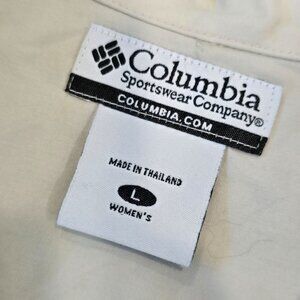 Columbia
Sportswear Company®
COLUMBIA.COM
MADE IN THAILAND
L
WOMEN'S